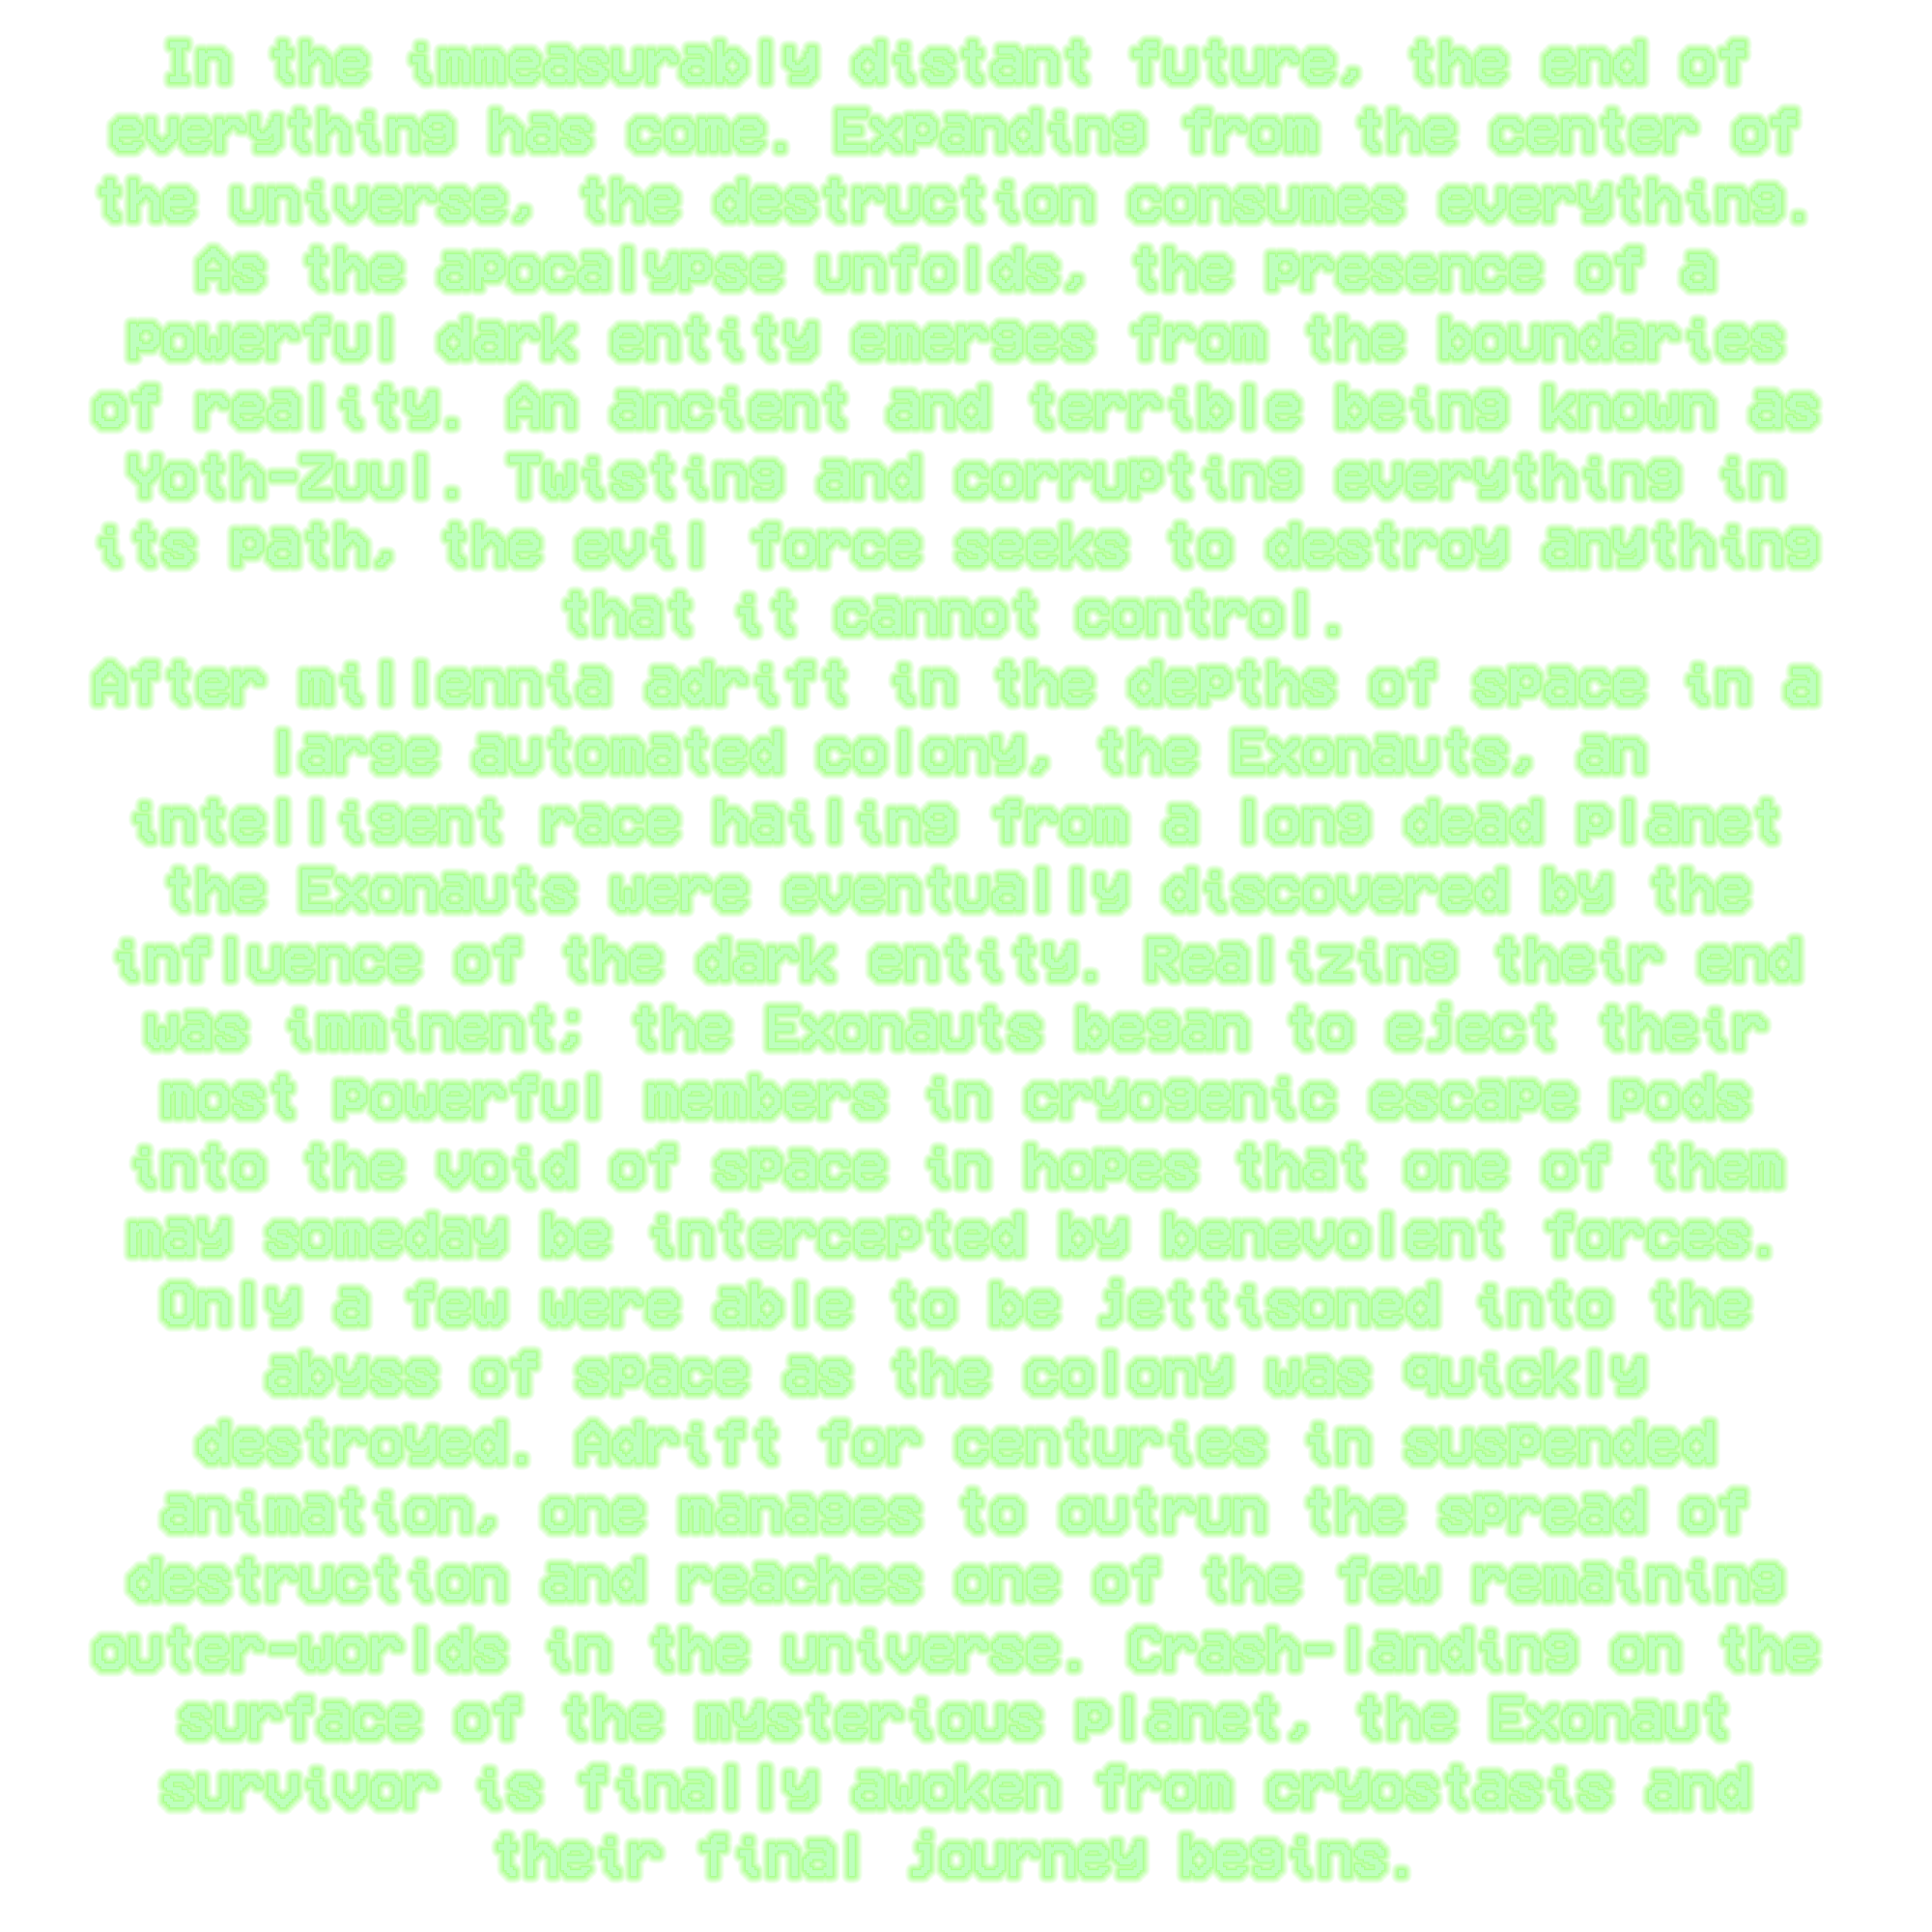 In the immeasurably distant future, the end of
everything has come. Expanding from the center of
the universe, the destruction consumes everything.
As the apocalypse unfolds, the presence of a
powerful dark entity emerges from the boundaries
of reality. An ancient and terrible being known as
Yoth-Zuul. Twisting and corrupting everything in
its path, the evil force seeks to destroy anything
that it cannot control.
After millennia adrift in the depths of space in a
large automated colony, the Exonauts, an
intelligent race hailing from a long dead planet
the Exonauts were eventually discovered by the
influence of the dark entity. Realizing their end
was imminent; the Exonauts began to eject their
most powerful members in cryogenic escape pods
into the void of space in hopes that one of them
may someday be intercepted by benevolent forces.
Only a few were able to be jettisoned into the
abyss of space as the colony was quickly
destroyed. Adrift for centuries in suspended
animation, one manages to outrun the spread of
destruction and reaches one of the few remaining
outer-worlds in the universe. Crash-landing on the
surface of the mysterious planet, the Exonaut
survivor is finally awoken from cryostasis and
their final journey begins.